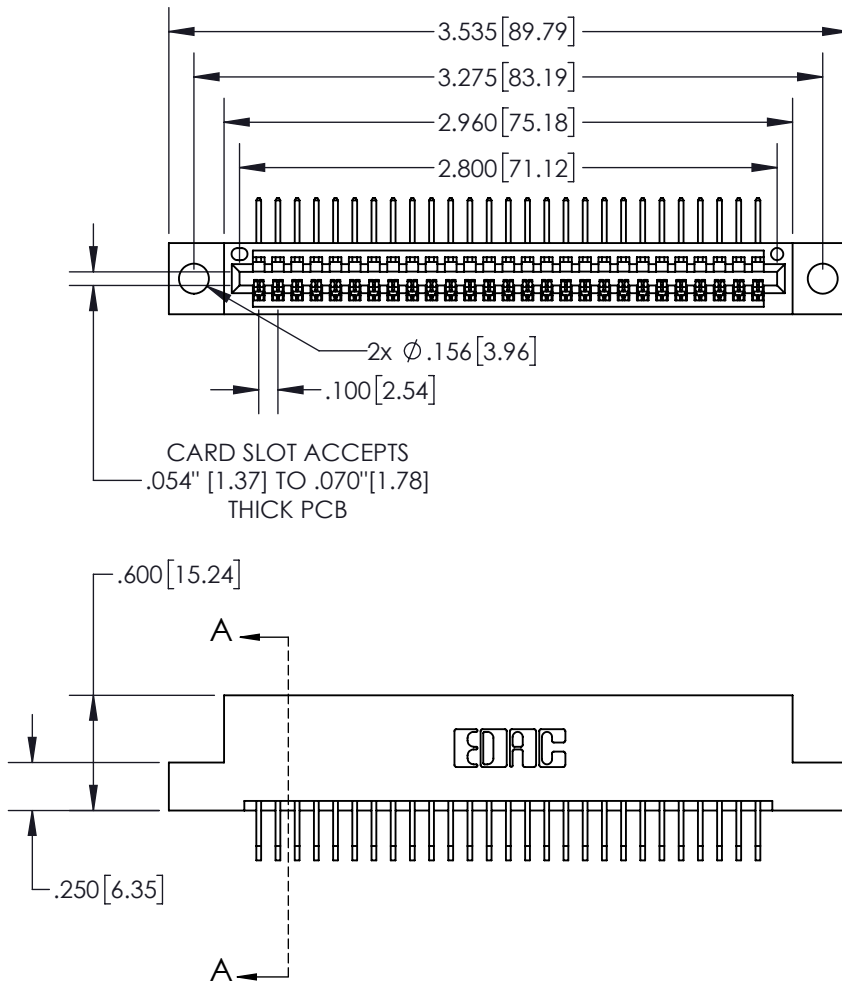 3.535[89.79]
3.275[83.19]
2.960[75.18]
2.800[71.12]
2x ∅.156[3.96]
.100[2.54]
CARD SLOT ACCEPTS
.054" [1.37] TO .070"[1.78]
THICK PCB
.600[15.24]
A
EDAC
.250[6.35]
A